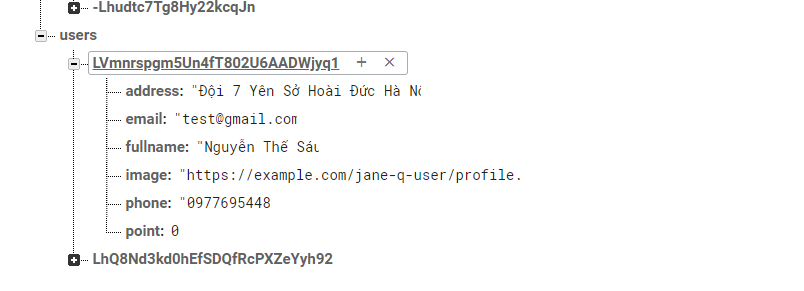 -Lhudtc7Tg8Hy22kcqJn
users
LVmnrspgm5Un4fT802U6AADWjyq1 + ×
address: "Đội 7 Yên Sở Hoài Đức Hà Nộ
email: "test@gmail.com
fullname: "Nguyễn Thế Sáu
image: "https://example.com/jane-q-user/profile.
phone: "0977695448
point: 0
LhQ8Nd3kd0hEfSDQfRcPXZeYyh92